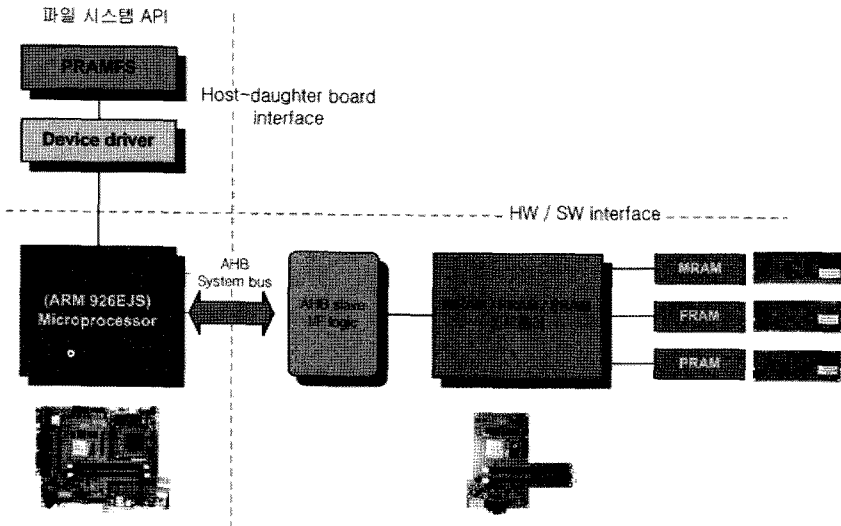 파일 시스템 API
PRAMFS
Host-daughter board
interface
Device driver
HW / SW interface
AHB
System bus
(ARM 926EJS)
Microprocessor
AHB slave
I/F logic
MRAM
FRAM
PRAM